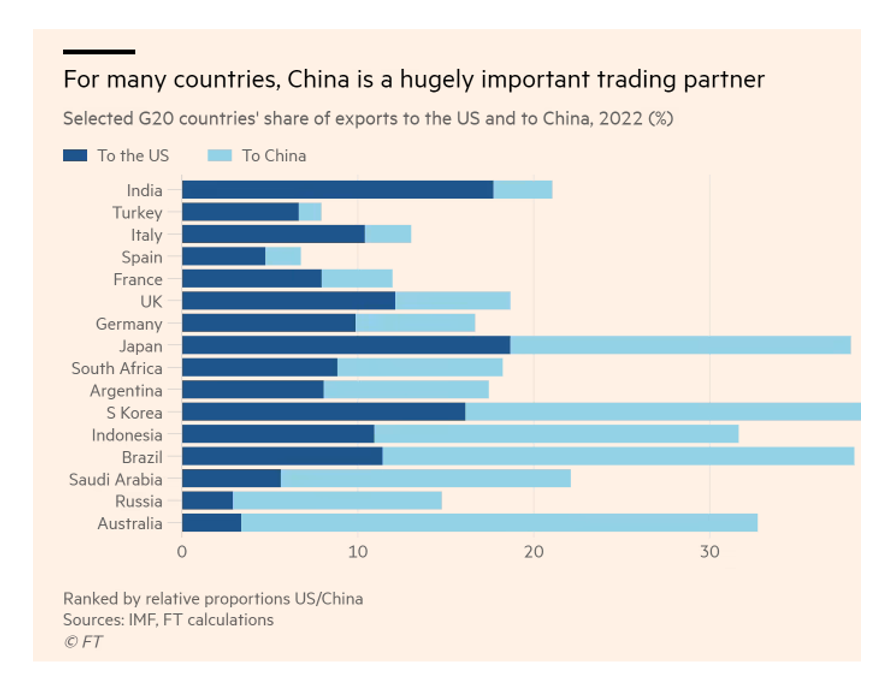 For many countries, China is a hugely important trading partner
Selected G20 countries' share of exports to the US and to China, 2022 (%)
To the US To China
India
Turkey
Italy
Spain
France
UK
Germany
Japan
South Africa
Argentina
S Korea
Indonesia
Brazil
Saudi Arabia
Russia
Australia
0 10 20 30
Ranked by relative proportions US/China
Sources: IMF, FT calculations
© FT